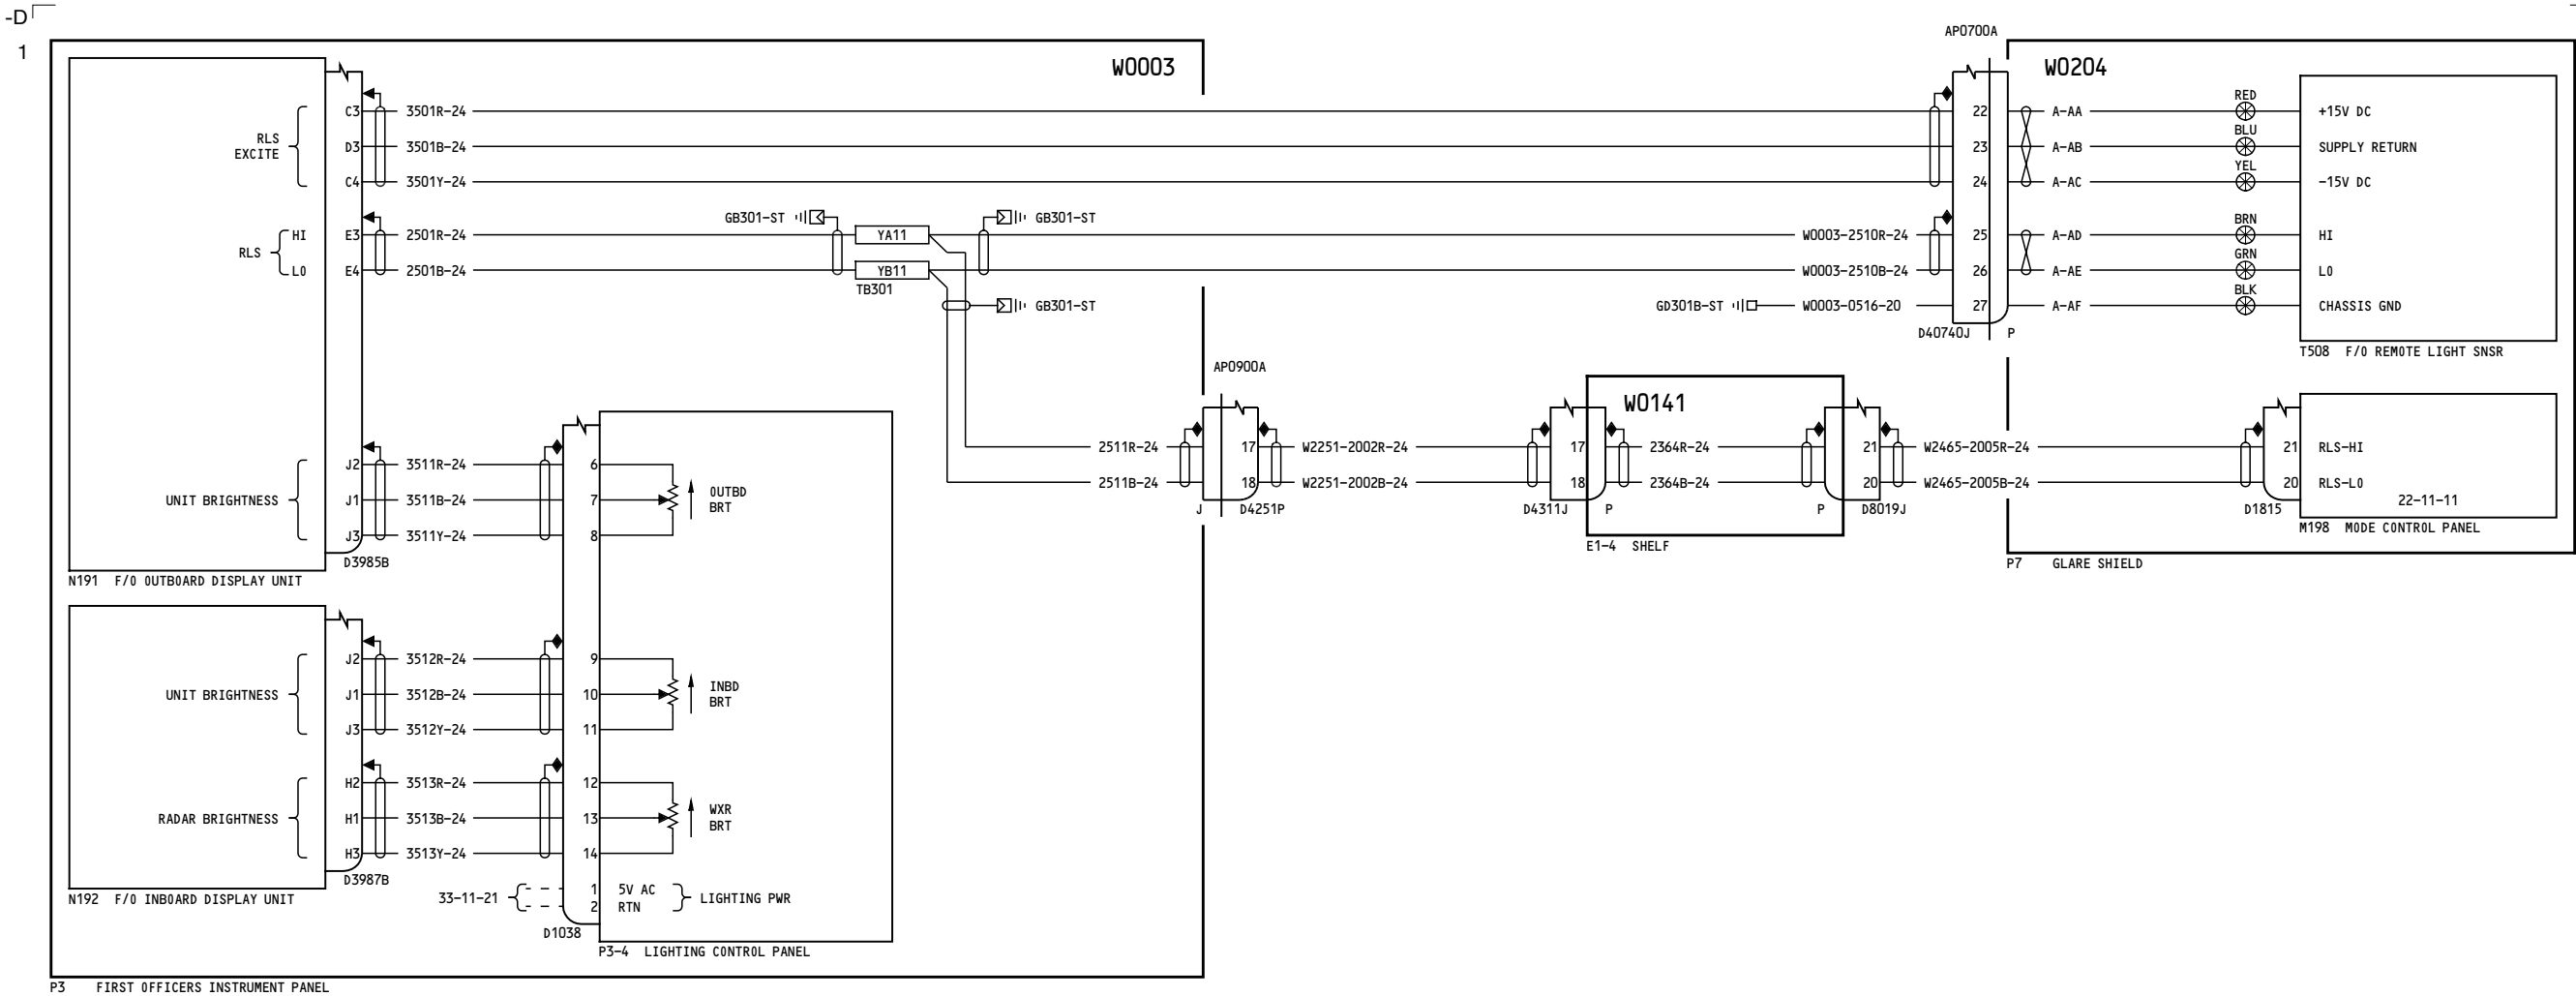 -D
1
AP0700A
W0003
W0204
RED
C3 3501R-24 22 A-AA +15V DC
RLS
EXCITE
BLU
D3 3501B-24 23 A-AB SUPPLY RETURN
YEL
C4 3501Y-24 24 A-AC -15V DC
GB301-ST GB301-ST
BRN
RLS
HI E3 2501R-24 YA11 W0003-2510R-24 25 A-AD HI
GRN
LO E4 2501B-24 YB11 W0003-2510B-24 26 A-AE LO
TB301
BLK
GB301-ST
GD301B-ST W0003-0516-20 27 A-AF CHASSIS GND
D40740J P
T508 F/O REMOTE LIGHT SNSR
AP0900A
W0141
2511R-24 17 W2251-2002R-24 17 2364R-24 21 W2465-2005R-24 21 RLS-HI
2511B-24 18 W2251-2002B-24 18 2364B-24 20 W2465-2005B-24 20 RLS-LO
22-11-11
J D4251P D4311J P P D8019J D1815
M198 MODE CONTROL PANEL
E1-4 SHELF
P7 GLARE SHIELD
J2 3511R-24 6
UNIT BRIGHTNESS J1 3511B-24 7
OUTBD
BRT
J3 3511Y-24 8
D3985B
N191 F/O OUTBOARD DISPLAY UNIT
J2 3512R-24 9
UNIT BRIGHTNESS J1 3512B-24 10
INBD
BRT
J3 3512Y-24 11
H2 3513R-24 12
RADAR BRIGHTNESS H1 3513B-24 13
WXR
BRT
H3 3513Y-24 14
D3987B
N192 F/O INBOARD DISPLAY UNIT
33-11-21
1 5V AC
2 RTN
LIGHTING PWR
D1038
P3-4 LIGHTING CONTROL PANEL
P3 FIRST OFFICERS INSTRUMENT PANEL